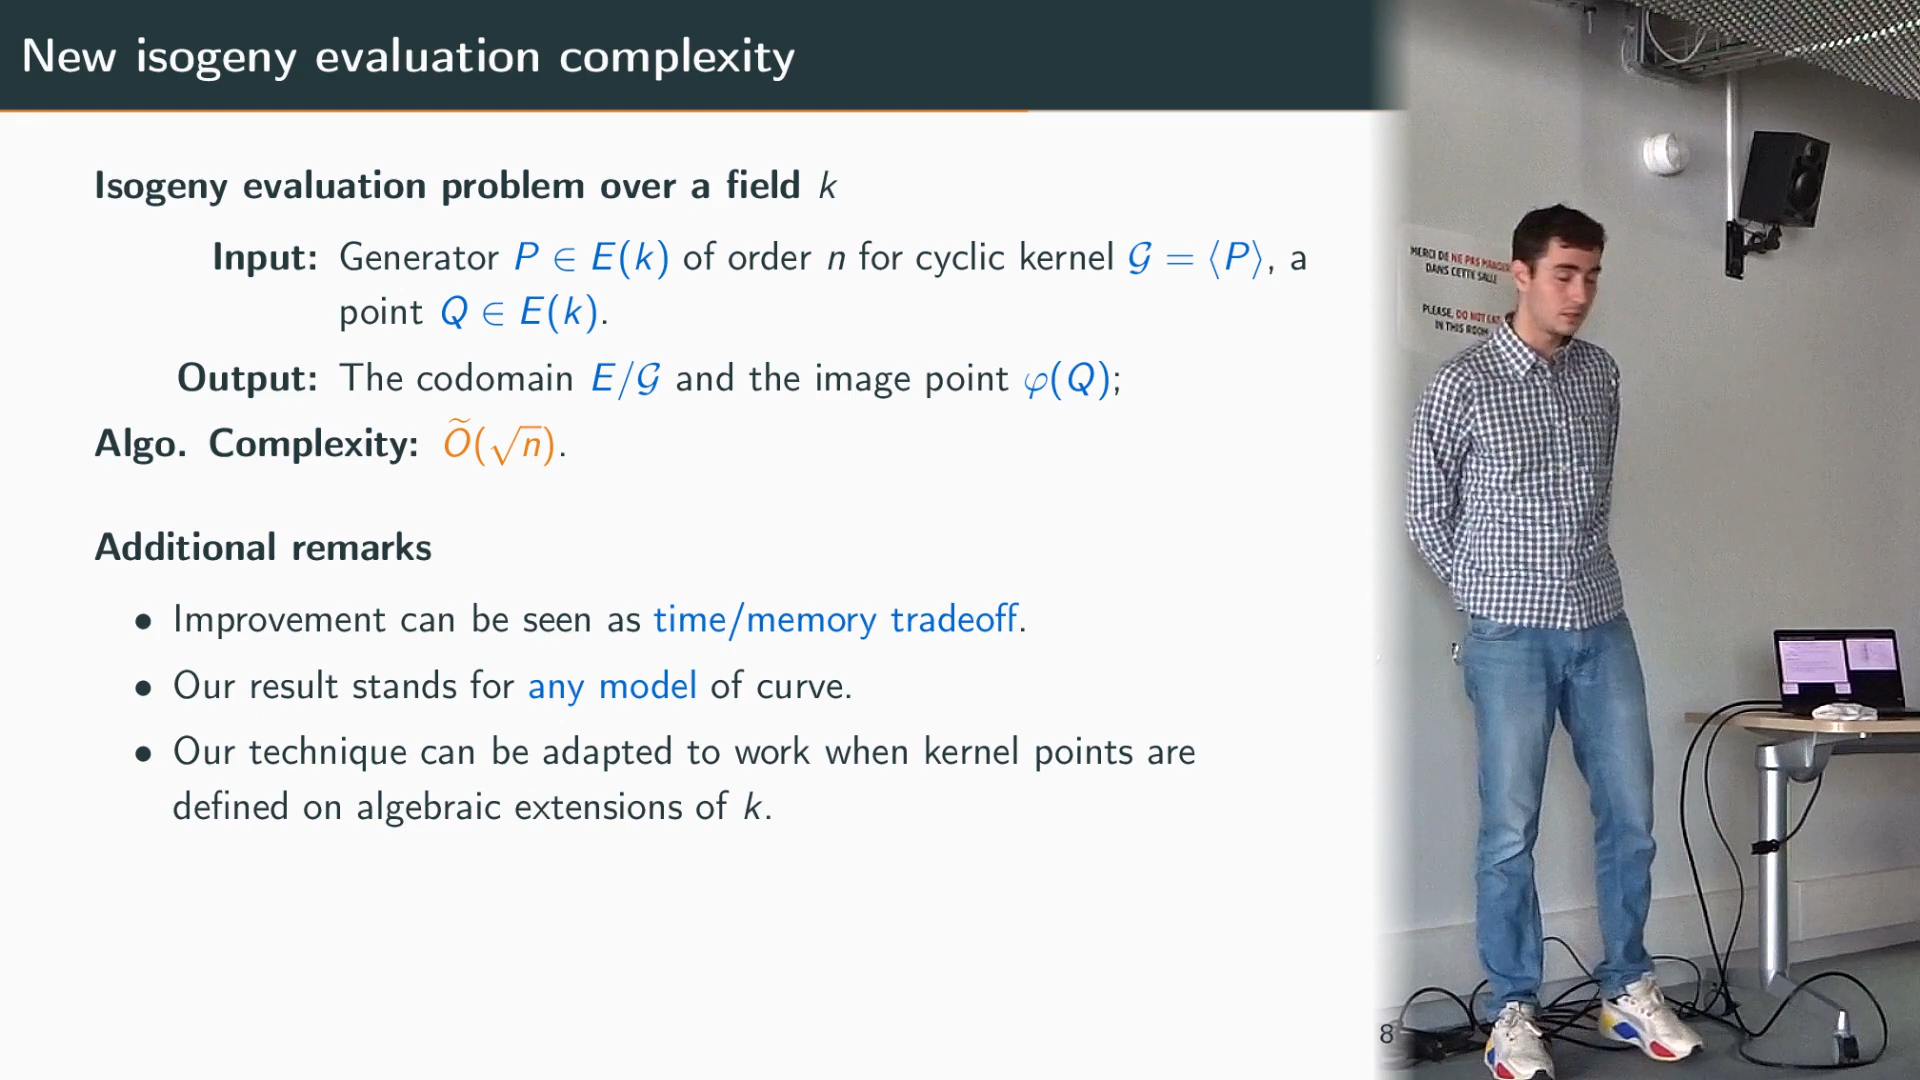 New isogeny evaluation complexity
Isogeny evaluation problem over a field k
Input: Generator P ∈ E(k) of order n for cyclic kernel 𝒢 = ⟨P⟩, a
point Q ∈ E(k).
Output: The codomain E/𝒢 and the image point φ(Q);
Algo. Complexity: Õ(√n).
Additional remarks
• Improvement can be seen as time/memory tradeoff.
• Our result stands for any model of curve.
• Our technique can be adapted to work when kernel points are
defined on algebraic extensions of k.
8
MERCI DE NE PAS MANGER
DANS CETTE SALLE
PLEASE, DO NOT EAT
IN THIS ROOM